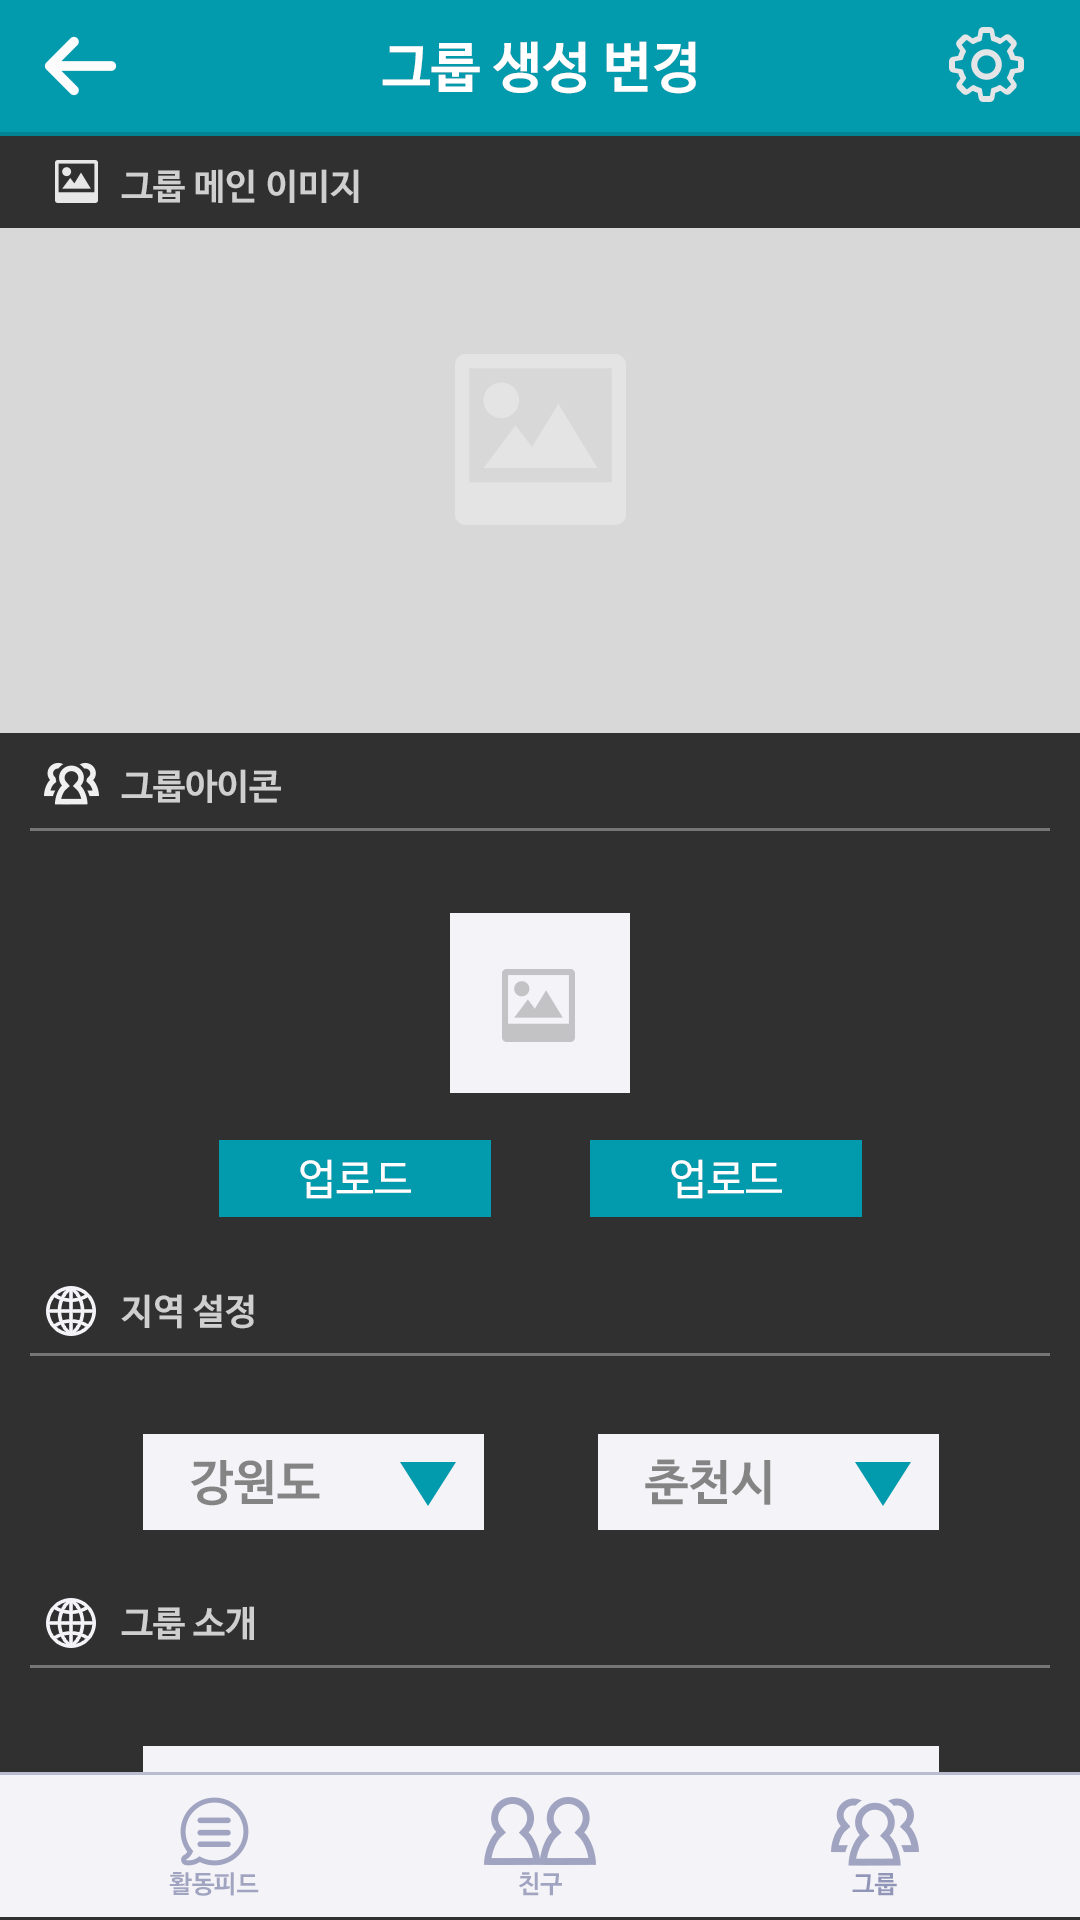 그룹 생성 변경
그룹 메인 이미지
그룹아이콘
업로드 업로드
지역 설정
강원도 춘천시
그룹 소개
활동피드 친구 그룹